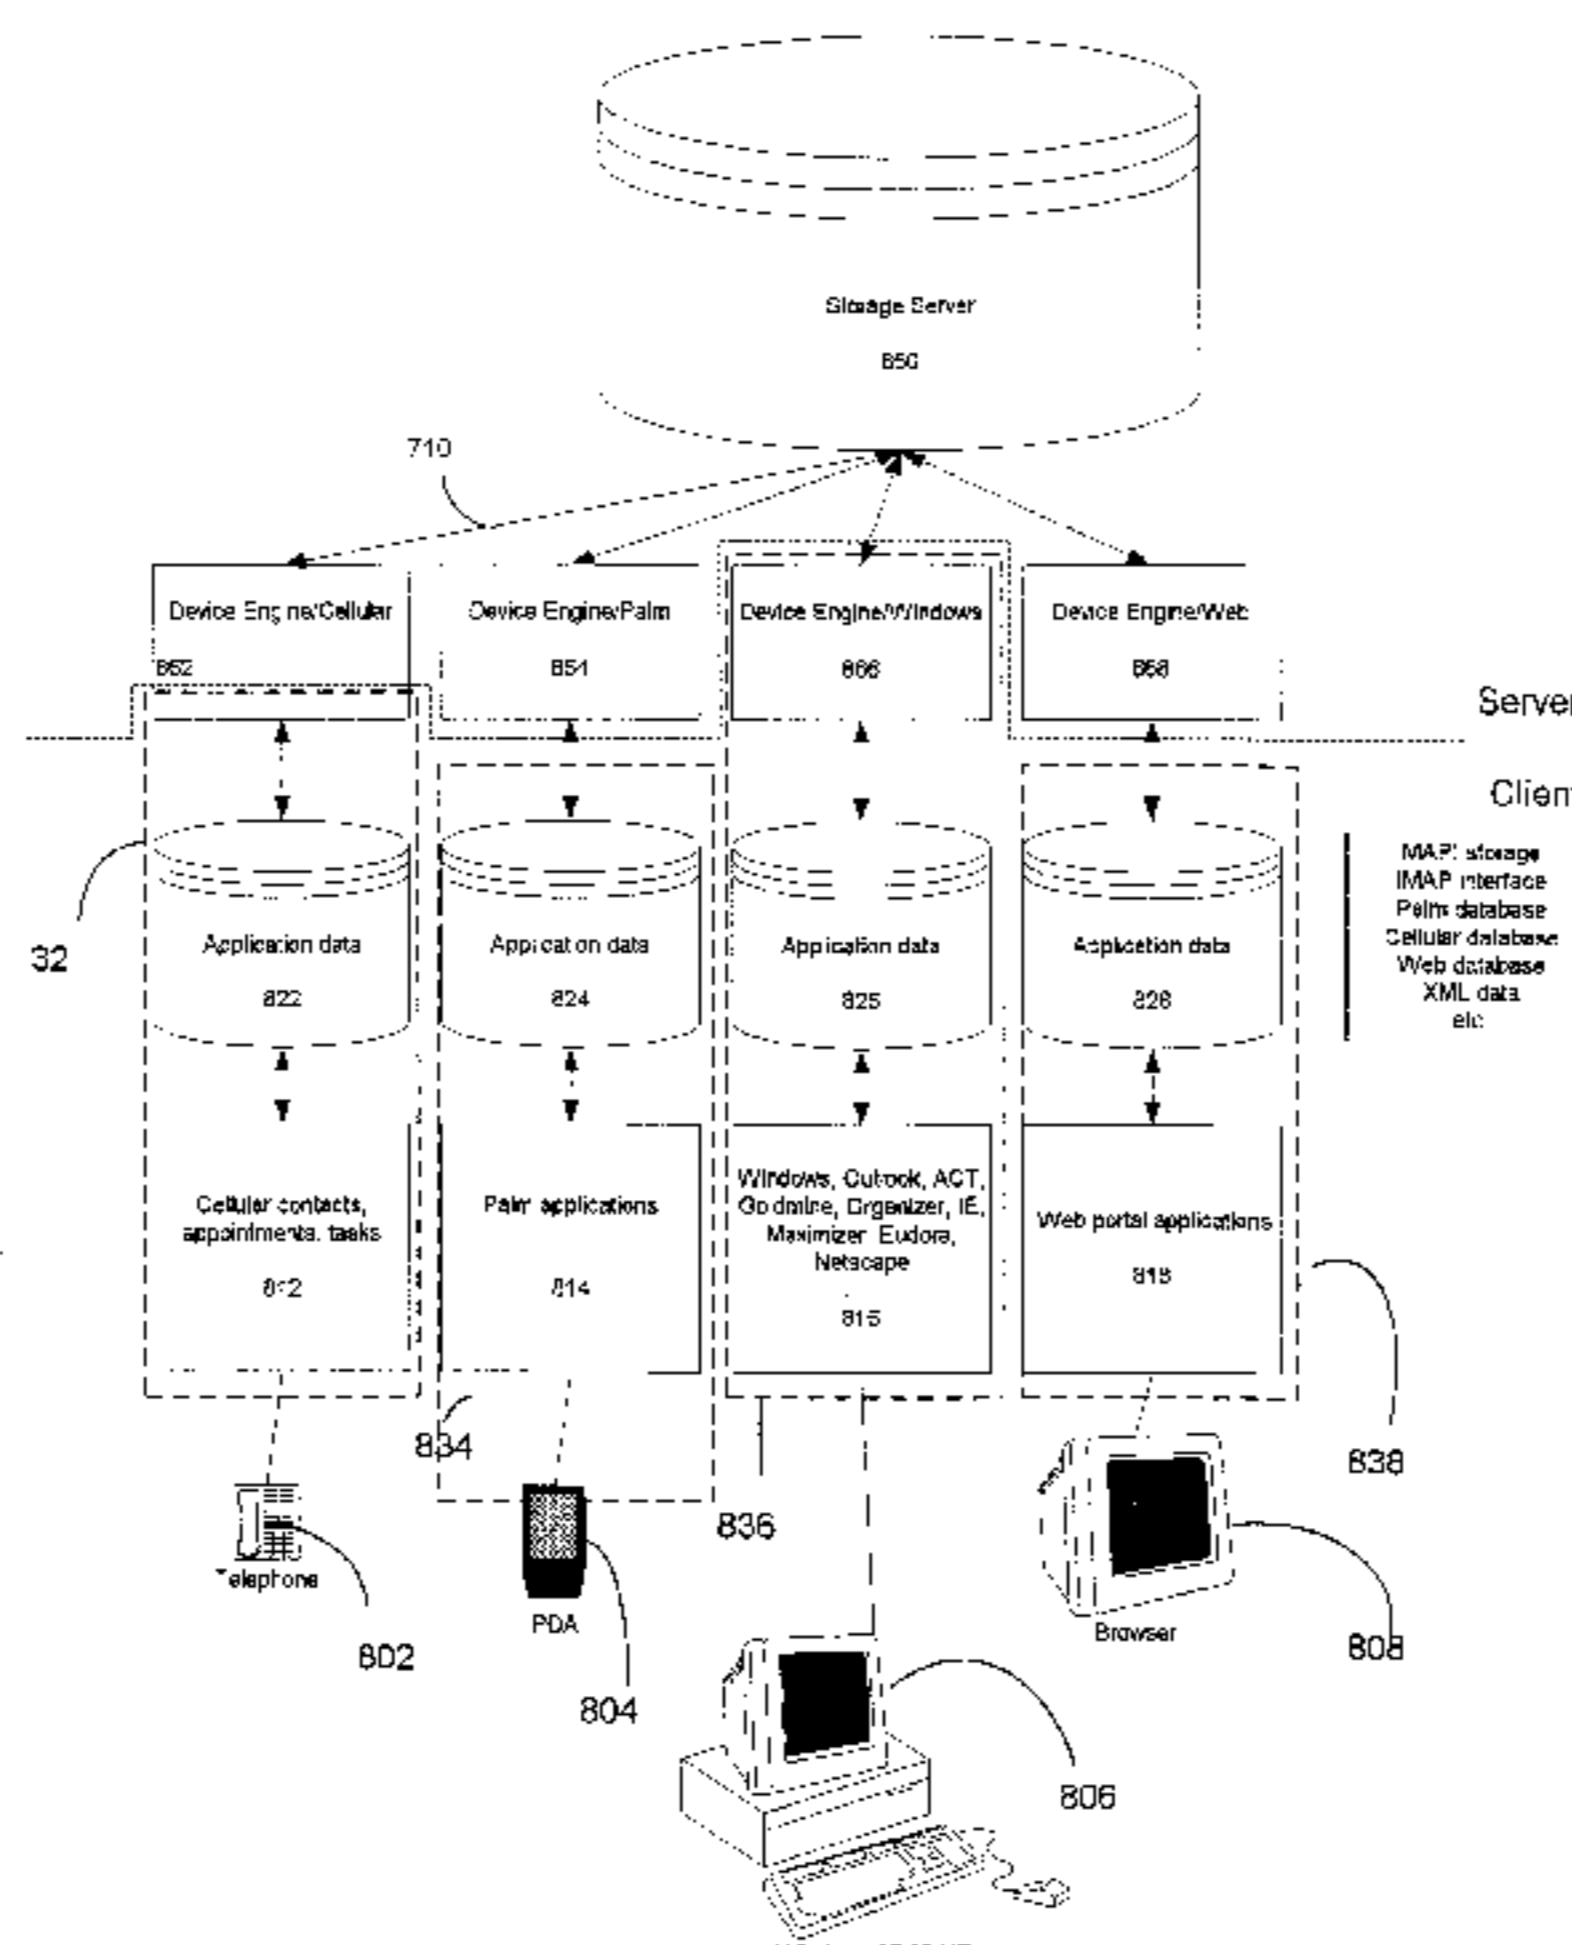 Storage Server
850
710
Device Engine/Cellular
852
Device Engine/Palm
854
Device Engine/Windows
856
Device Engine/Web
858
Server
Client
MAPI storage
IMAP interface
Palm database
Cellular database
Web database
XML data
etc
32
Application data
822
Application data
824
Application data
825
Application data
826
Cellular contacts,
appointments, tasks
812
Palm applications
814
Windows, Outlook, ACT,
Goldmine, Organizer, IE,
Maximizer, Eudora,
Netscape
815
Web portal applications
818
834
836
838
Telephone
802
PDA
804
806
Browser
808